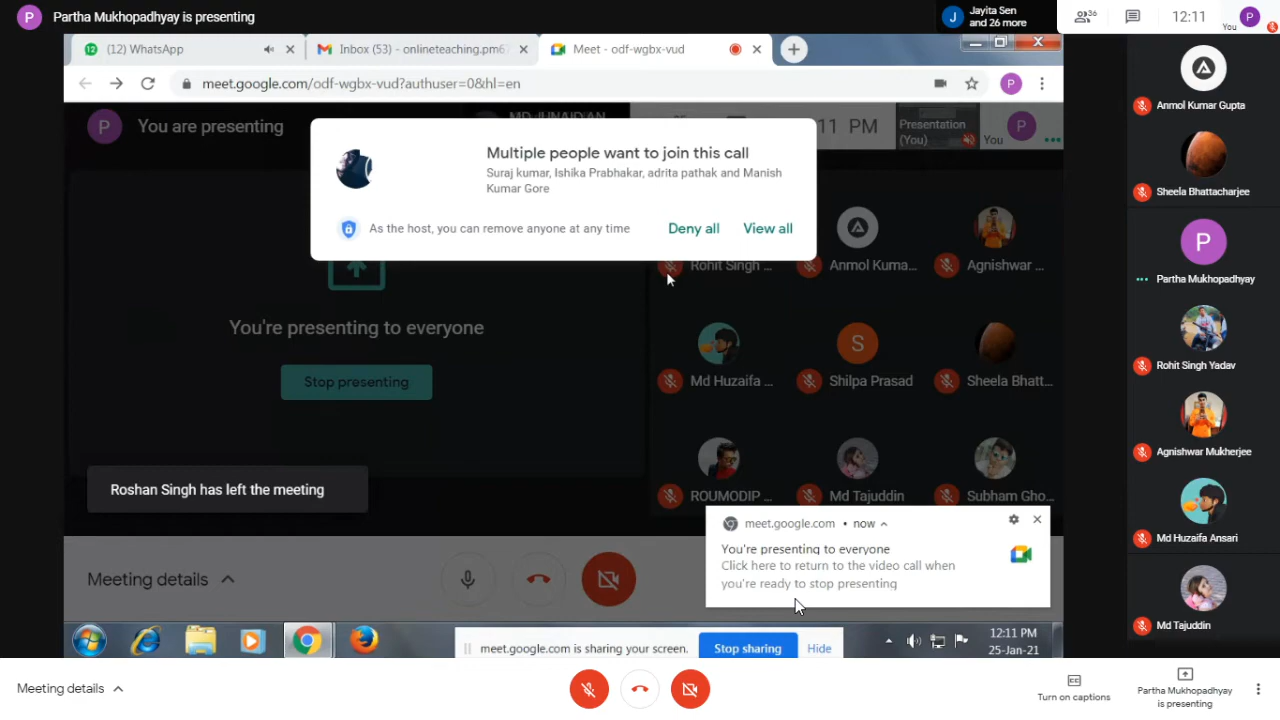 P Partha Mukhopadhyay is presenting
J Jayita Sen
and 26 more
36
12:11
You
P
(12) WhatsApp
Inbox (53) - onlineteaching.pm67
Meet - odf-wgbx-vud
meet.google.com/odf-wgbx-vud?authuser=0&hl=en
P
P You are presenting
11 PM
Presentation
(You)
You
P
Multiple people want to join this call
Suraj kumar, Ishika Prabhakar, adrita pathak and Manish
Kumar Gore
As the host, you can remove anyone at any time
Deny all
View all
Rohit Singh ...
Anmol Kuma...
Agnishwar ...
You're presenting to everyone
Stop presenting
Md Huzaifa ...
S
Shilpa Prasad
Sheela Bhatt...
Roshan Singh has left the meeting
ROUMODIP ...
Md Tajuddin
Subham Gho...
meet.google.com • now
You're presenting to everyone
Click here to return to the video call when
you're ready to stop presenting
Meeting details
meet.google.com is sharing your screen.
Stop sharing
Hide
12:11 PM
25-Jan-21
Anmol Kumar Gupta
Sheela Bhattacharjee
P
Partha Mukhopadhyay
Rohit Singh Yadav
Agnishwar Mukherjee
Md Huzaifa Ansari
Md Tajuddin
Meeting details
Turn on captions
Partha Mukhopadhyay
is presenting